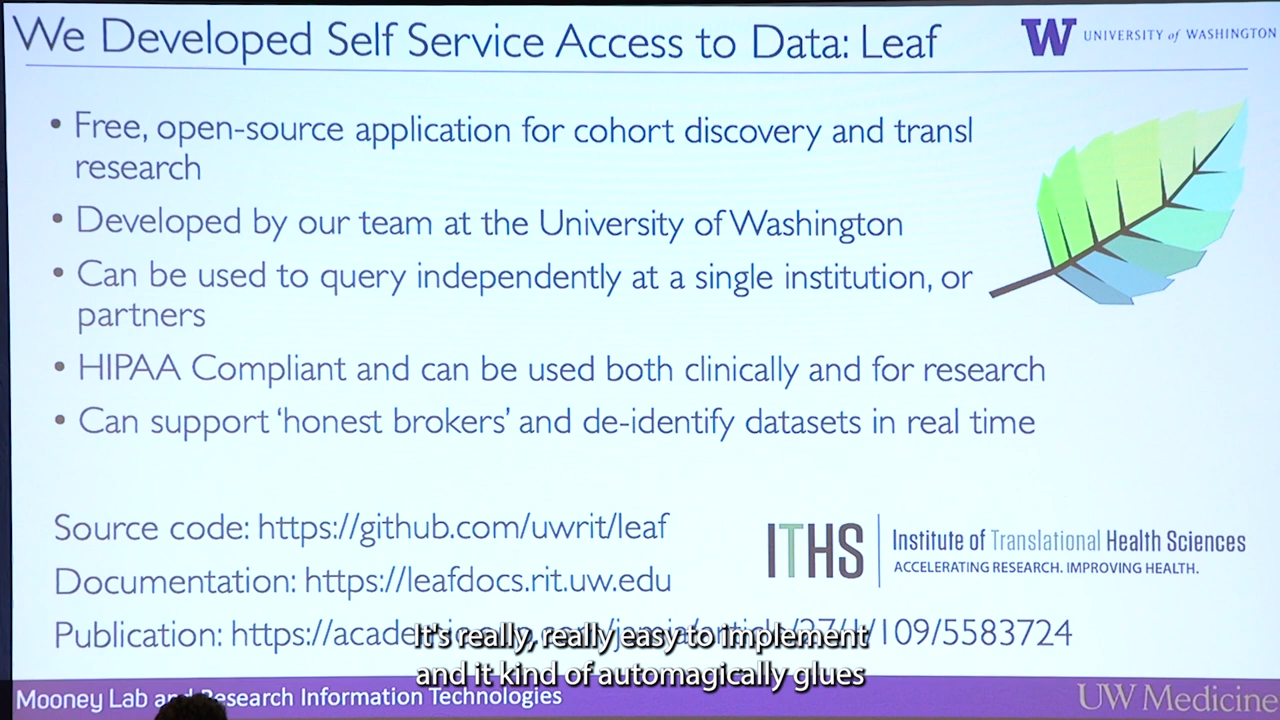 We Developed Self Service Access to Data: Leaf
W UNIVERSITY of WASHINGTON
• Free, open-source application for cohort discovery and transl
research
• Developed by our team at the University of Washington
• Can be used to query independently at a single institution, or
partners
• HIPAA Compliant and can be used both clinically and for research
• Can support ‘honest brokers’ and de-identify datasets in real time
Source code: https://github.com/uwrit/leaf
ITHS Institute of Translational Health Sciences
ACCELERATING RESEARCH. IMPROVING HEALTH.
Documentation: https://leafdocs.rit.uw.edu
Publication: 109/5583724
It's really, really easy to implement
and it kind of automagically glues
Mooney Lab and Research Information Technologies
UW Medicine